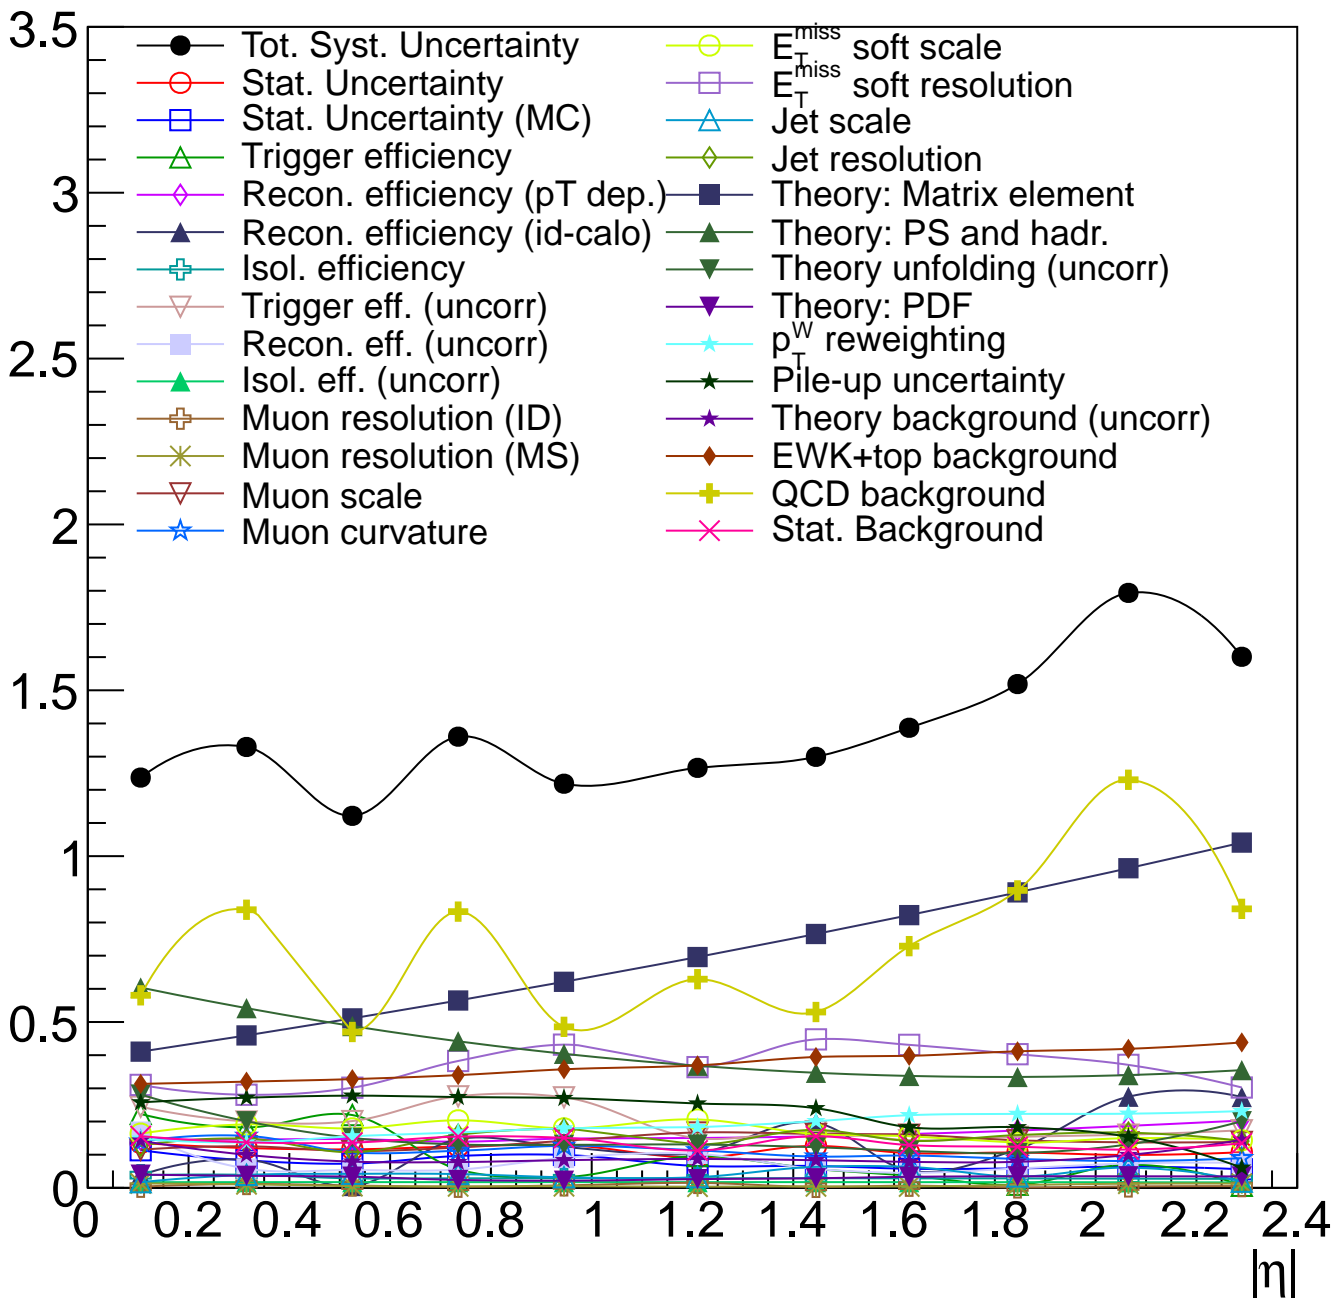 3.5
3
2.5
2
1.5
1
0.5
0
Tot. Syst. Uncertainty
Stat. Uncertainty
Stat. Uncertainty (MC)
Trigger efficiency
Recon. efficiency (pT dep.)
Recon. efficiency (id-calo)
Isol. efficiency
Trigger eff. (uncorr)
Recon. eff. (uncorr)
Isol. eff. (uncorr)
Muon resolution (ID)
Muon resolution (MS)
Muon scale
Muon curvature
E_T^miss soft scale
E_T^miss soft resolution
Jet scale
Jet resolution
Theory: Matrix element
Theory: PS and hadr.
Theory unfolding (uncorr)
Theory: PDF
p_T^W reweighting
Pile-up uncertainty
Theory background (uncorr)
EWK+top background
QCD background
Stat. Background
0 0.2 0.4 0.6 0.8 1 1.2 1.4 1.6 1.8 2 2.2 2.4
|η|